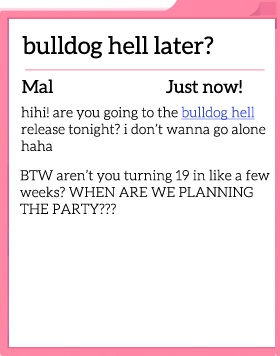 bulldog hell later?
Mal Just now!
hihi! are you going to the bulldog hell
release tonight? i don't wanna go alone
haha
BTW aren't you turning 19 in like a few
weeks? WHEN ARE WE PLANNING
THE PARTY???